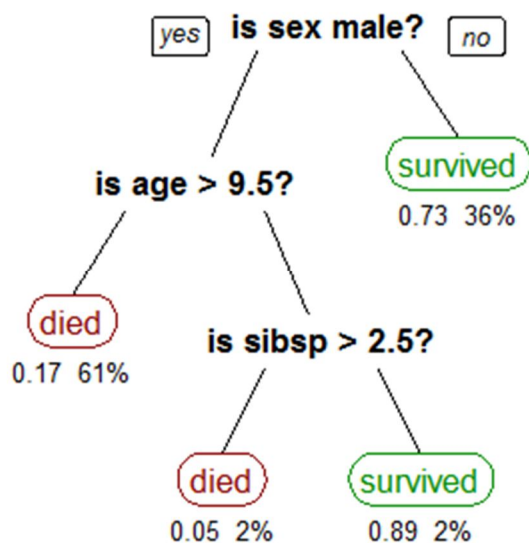 yes is sex male? no
survived
is age > 9.5?
0.73 36%
died
is sibsp > 2.5?
0.17 61%
died survived
0.05 2% 0.89 2%